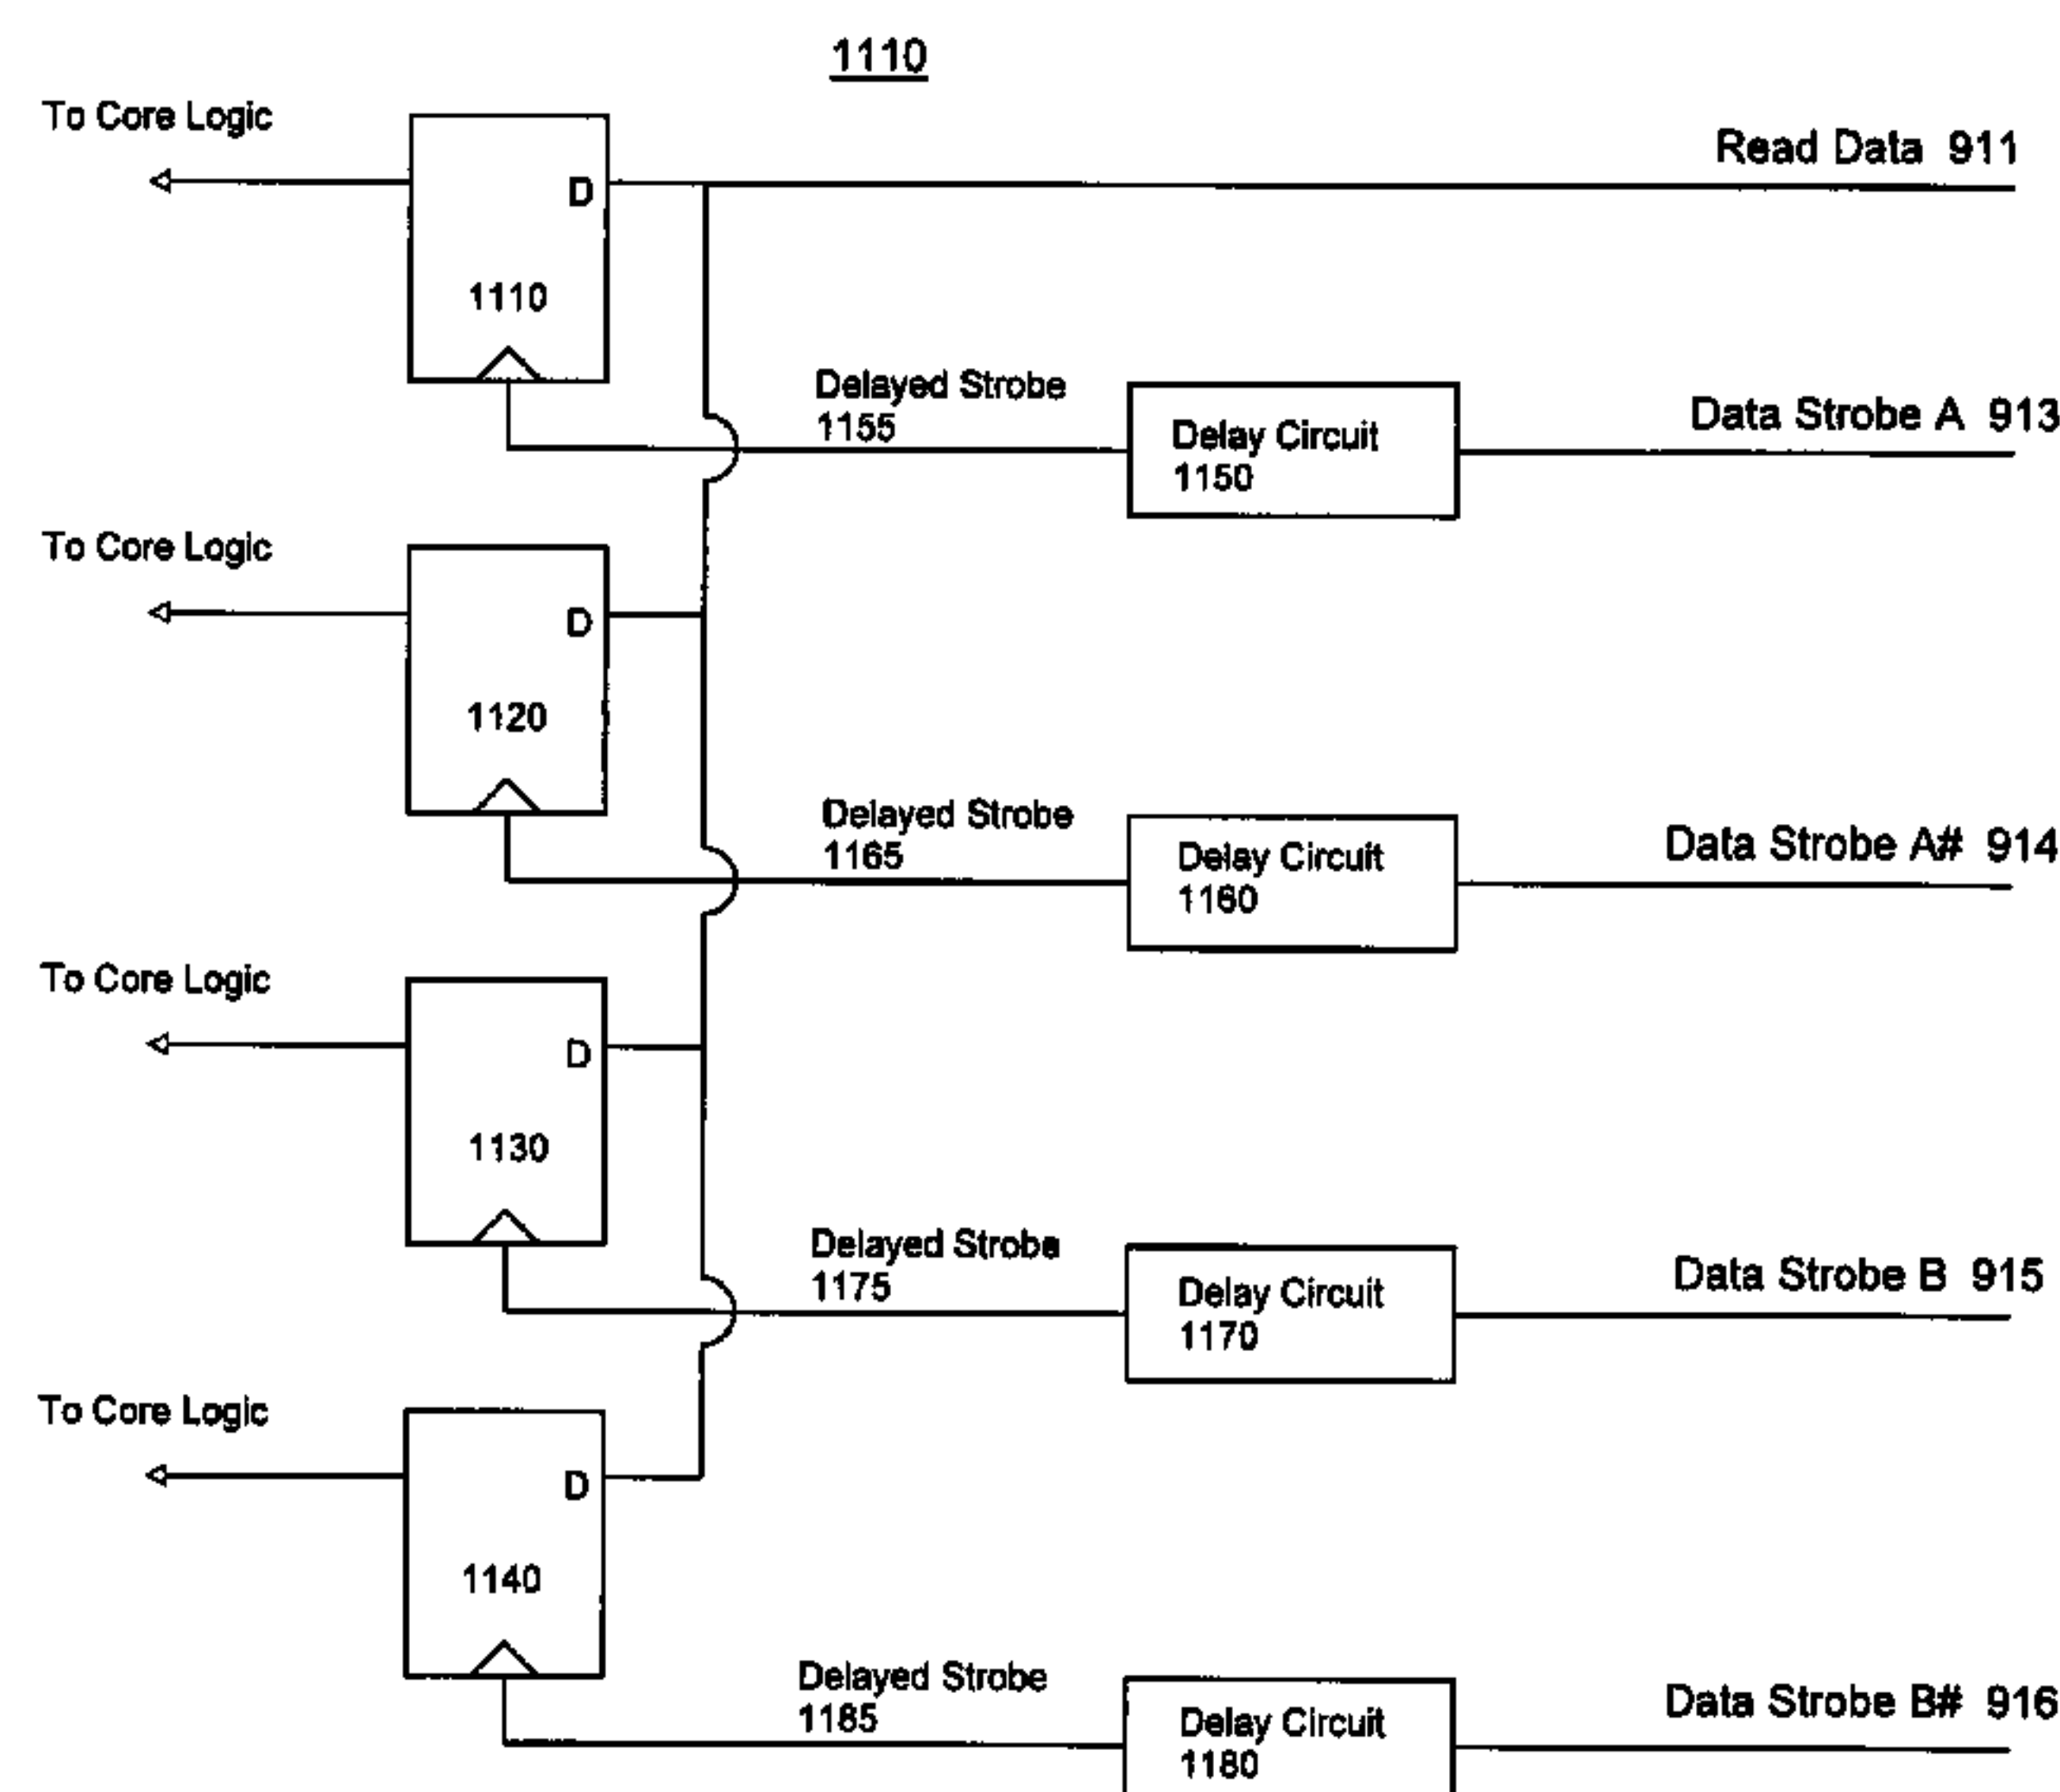 1110
To Core Logic
Read Data 911
D
1110
Delayed Strobe
1155
Delay Circuit
1150
Data Strobe A 913
To Core Logic
D
1120
Delayed Strobe
1165
Delay Circuit
1160
Data Strobe A# 914
To Core Logic
D
1130
Delayed Strobe
1175
Delay Circuit
1170
Data Strobe B 915
To Core Logic
D
1140
Delayed Strobe
1185
Delay Circuit
1180
Data Strobe B# 916